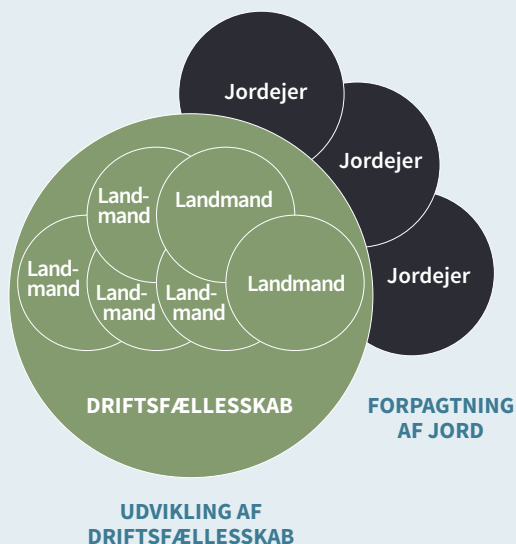 Jordejer
Jordejer
Jordejer
Land-
mand
Landmand
Land-
mand
Land-
mand
Land-
mand
Landmand
DRIFTSFÆLLESSKAB
FORPAGTNING
AF JORD
UDVIKLING AF
DRIFTSFÆLLESSKAB